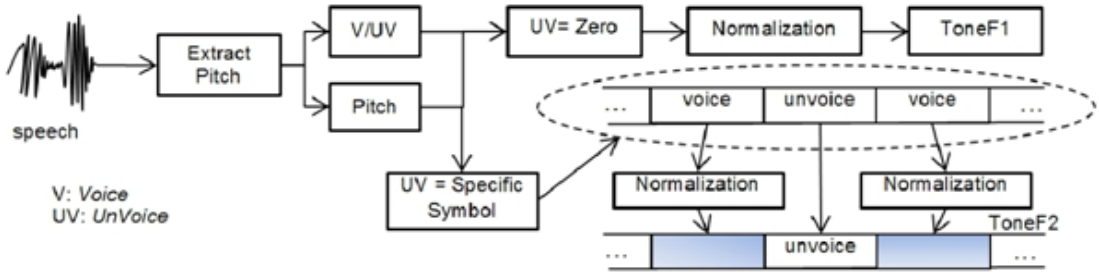 V/UV
UV= Zero
Normalization
ToneF1
Extract
Pitch
Pitch
speech
... voice unvoice voice ...
UV = Specific
Symbol
Normalization
Normalization
V: Voice
UV: UnVoice
ToneF2
... unvoice ...